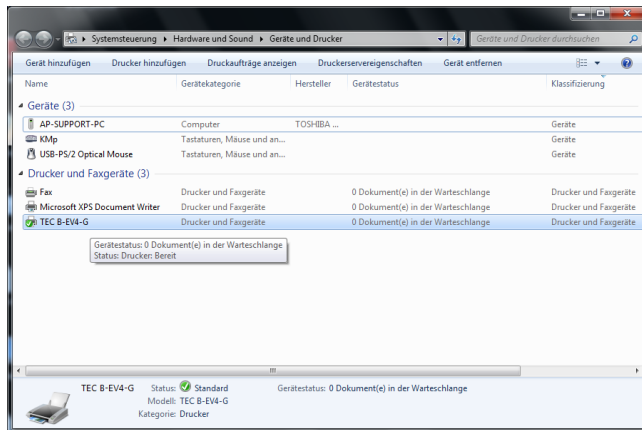 Systemsteuerung ▸ Hardware und Sound ▸ Geräte und Drucker
Geräte und Drucker durchsuchen
Gerät hinzufügen Drucker hinzufügen Druckaufträge anzeigen Druckerservereigenschaften Gerät entfernen
Name Gerätekategorie Hersteller Gerätestatus Klassifizierung
Geräte (3)
AP-SUPPORT-PC Computer TOSHIBA ... Geräte
KMp Tastaturen, Mäuse und an... Geräte
USB-PS/2 Optical Mouse Tastaturen, Mäuse und an... Geräte
Drucker und Faxgeräte (3)
Fax Drucker und Faxgeräte 0 Dokument(e) in der Warteschlange Drucker und Faxgeräte
Microsoft XPS Document Writer Drucker und Faxgeräte 0 Dokument(e) in der Warteschlange Drucker und Faxgeräte
TEC B-EV4-G Drucker und Faxgeräte 0 Dokument(e) in der Warteschlange Drucker und Faxgeräte
Gerätestatus: 0 Dokument(e) in der Warteschlange
Status: Drucker: Bereit
TEC B-EV4-G Status: Standard Gerätestatus: 0 Dokument(e) in der Warteschlange
Modell: TEC B-EV4-G
Kategorie: Drucker